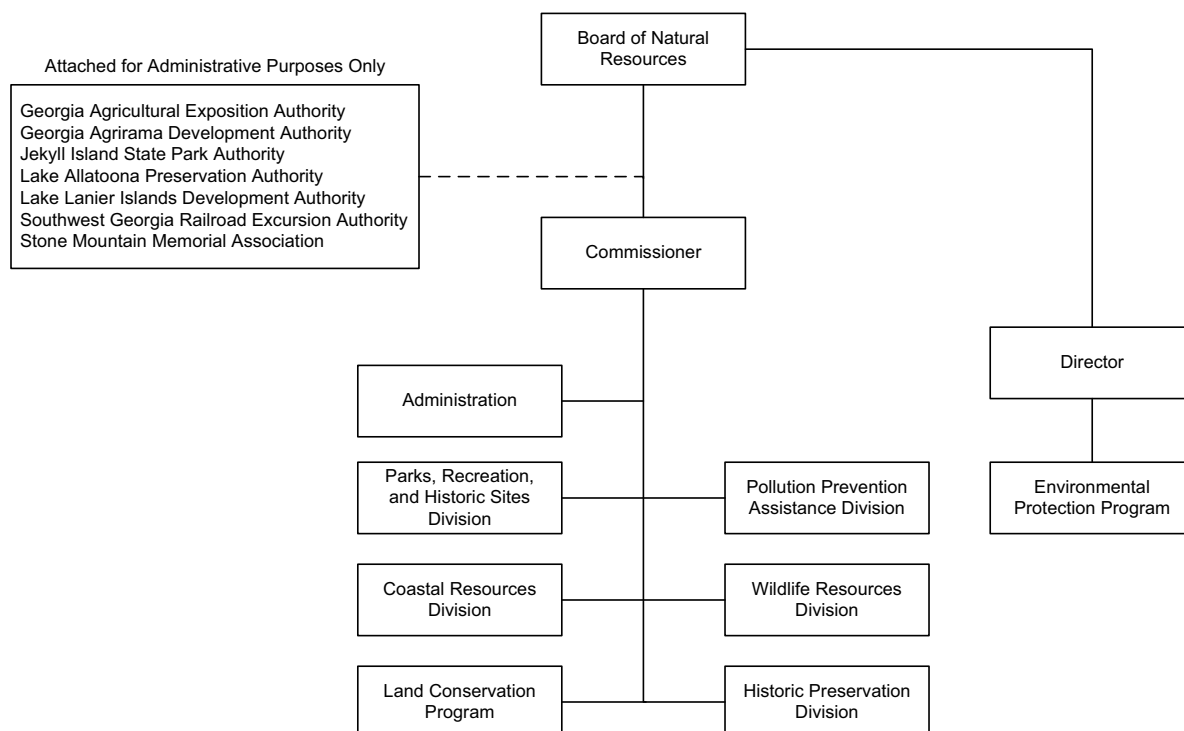 Board of Natural
Resources
Attached for Administrative Purposes Only
Georgia Agricultural Exposition Authority
Georgia Agrirama Development Authority
Jekyll Island State Park Authority
Lake Allatoona Preservation Authority
Lake Lanier Islands Development Authority
Southwest Georgia Railroad Excursion Authority
Stone Mountain Memorial Association
Commissioner
Director
Administration
Parks, Recreation,
and Historic Sites
Division
Pollution Prevention
Assistance Division
Environmental
Protection Program
Coastal Resources
Division
Wildlife Resources
Division
Land Conservation
Program
Historic Preservation
Division